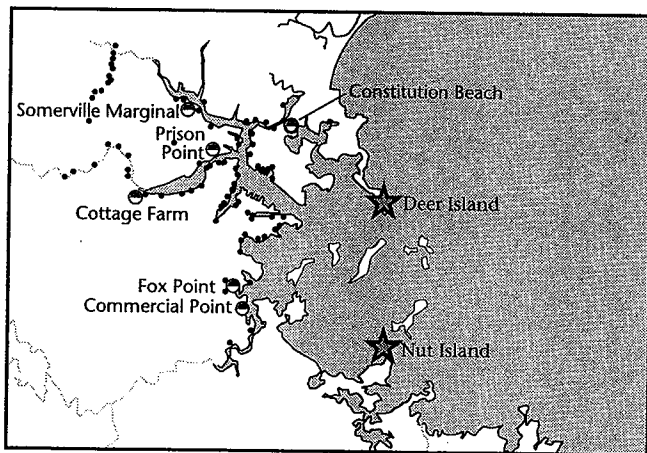 Constitution Beach
Somerville Marginal
Prison
Point
Cottage Farm
Deer Island
Fox Point
Commercial Point
Nut Island